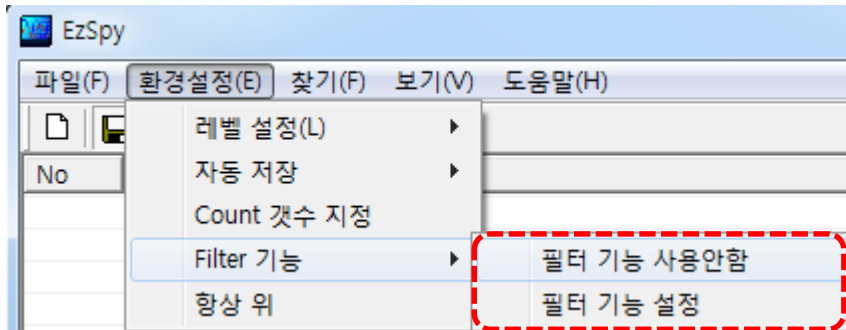 EzSpy
파일(F) 환경설정(E) 찾기(F) 보기(V) 도움말(H)
레벨 설정(L)
No 자동 저장
Count 갯수 지정
Filter 기능 필터 기능 사용안함
항상 위 필터 기능 설정